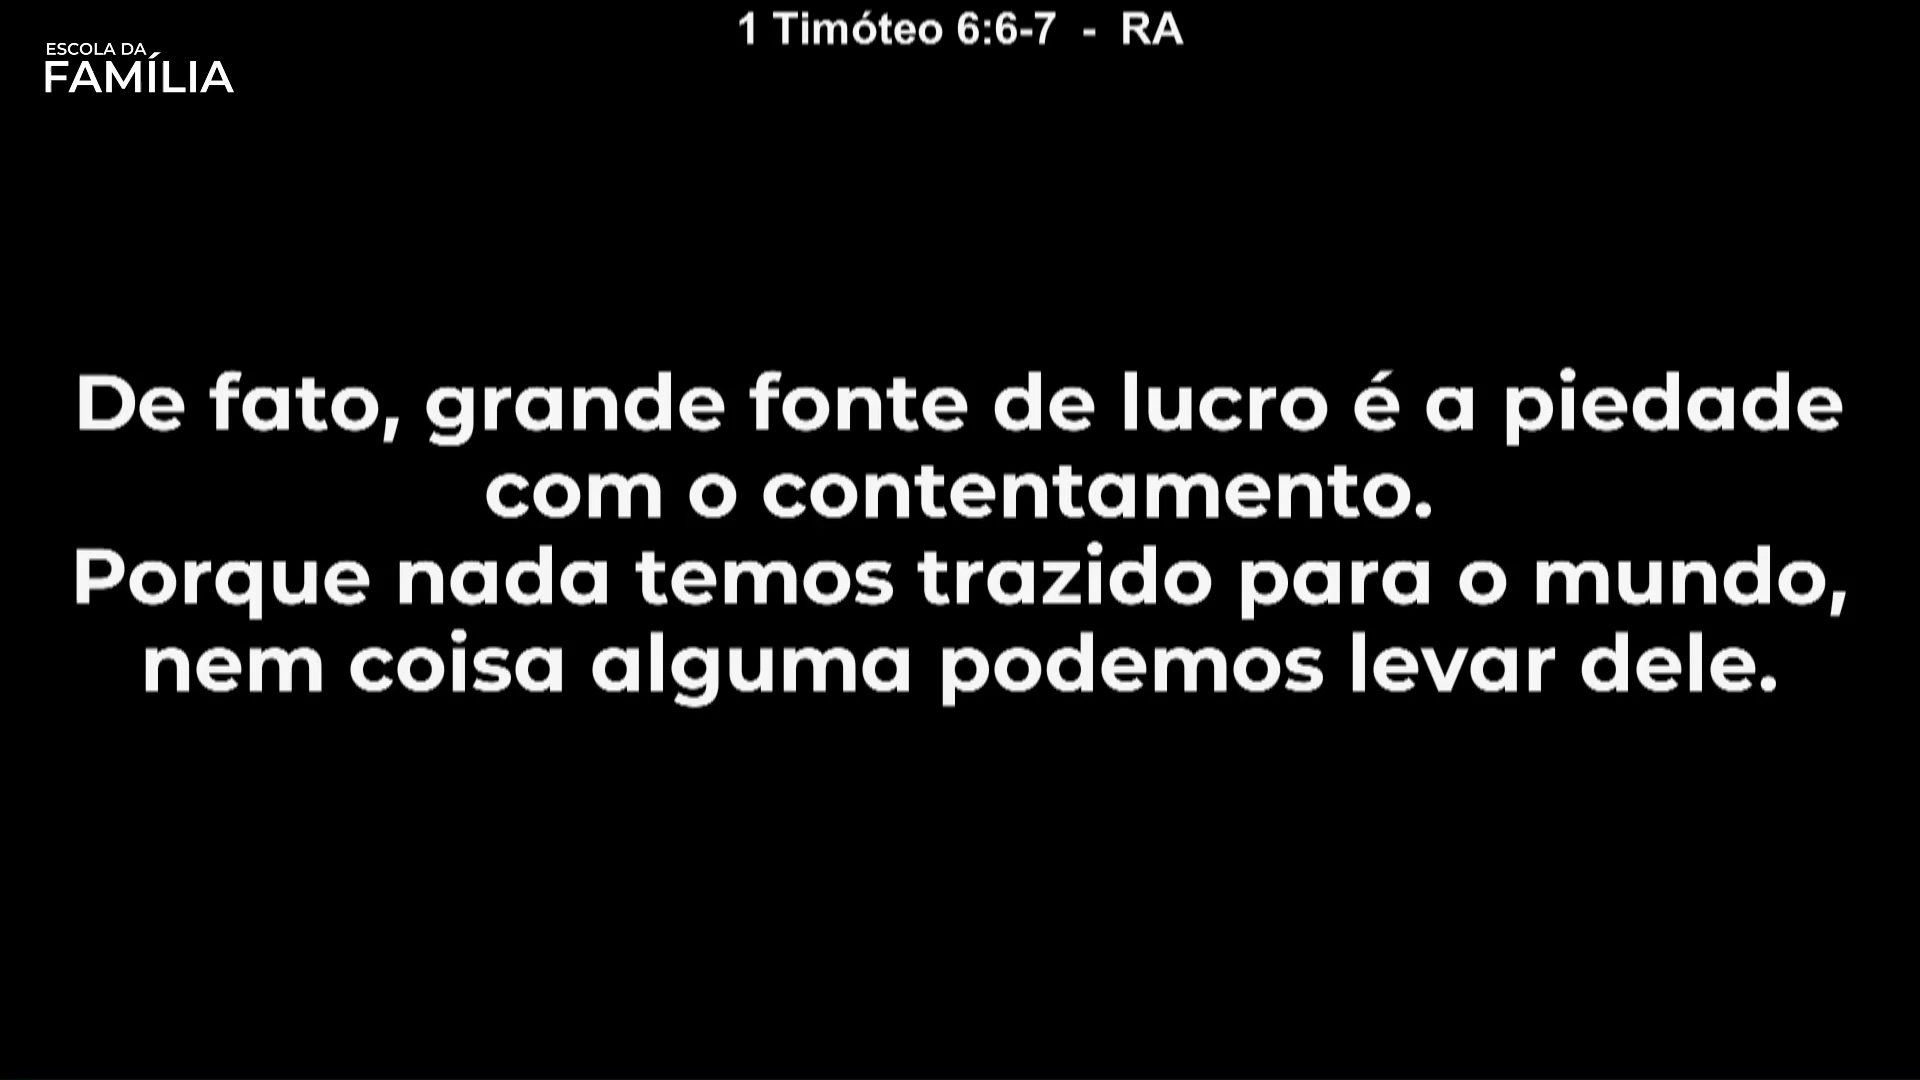 1 Timóteo 6:6-7 - RA
ESCOLA DA
FAMÍLIA
De fato, grande fonte de lucro é a piedade
com o contentamento.
Porque nada temos trazido para o mundo,
nem coisa alguma podemos levar dele.